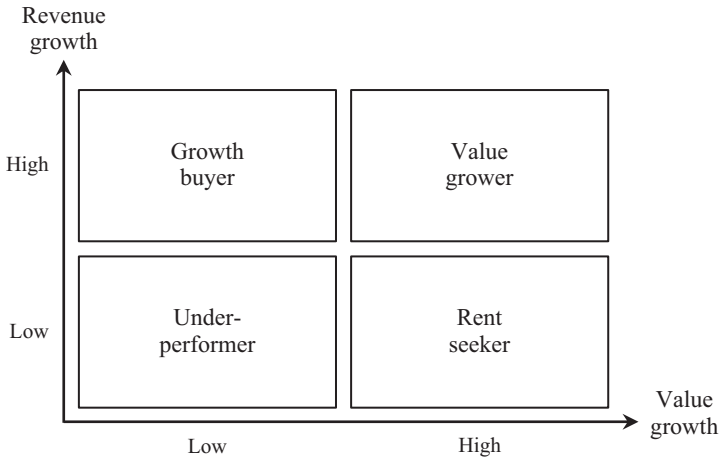 Revenue
growth
High
Growth
buyer
Value
grower
Low
Under-
performer
Rent
seeker
Low
High
Value
growth